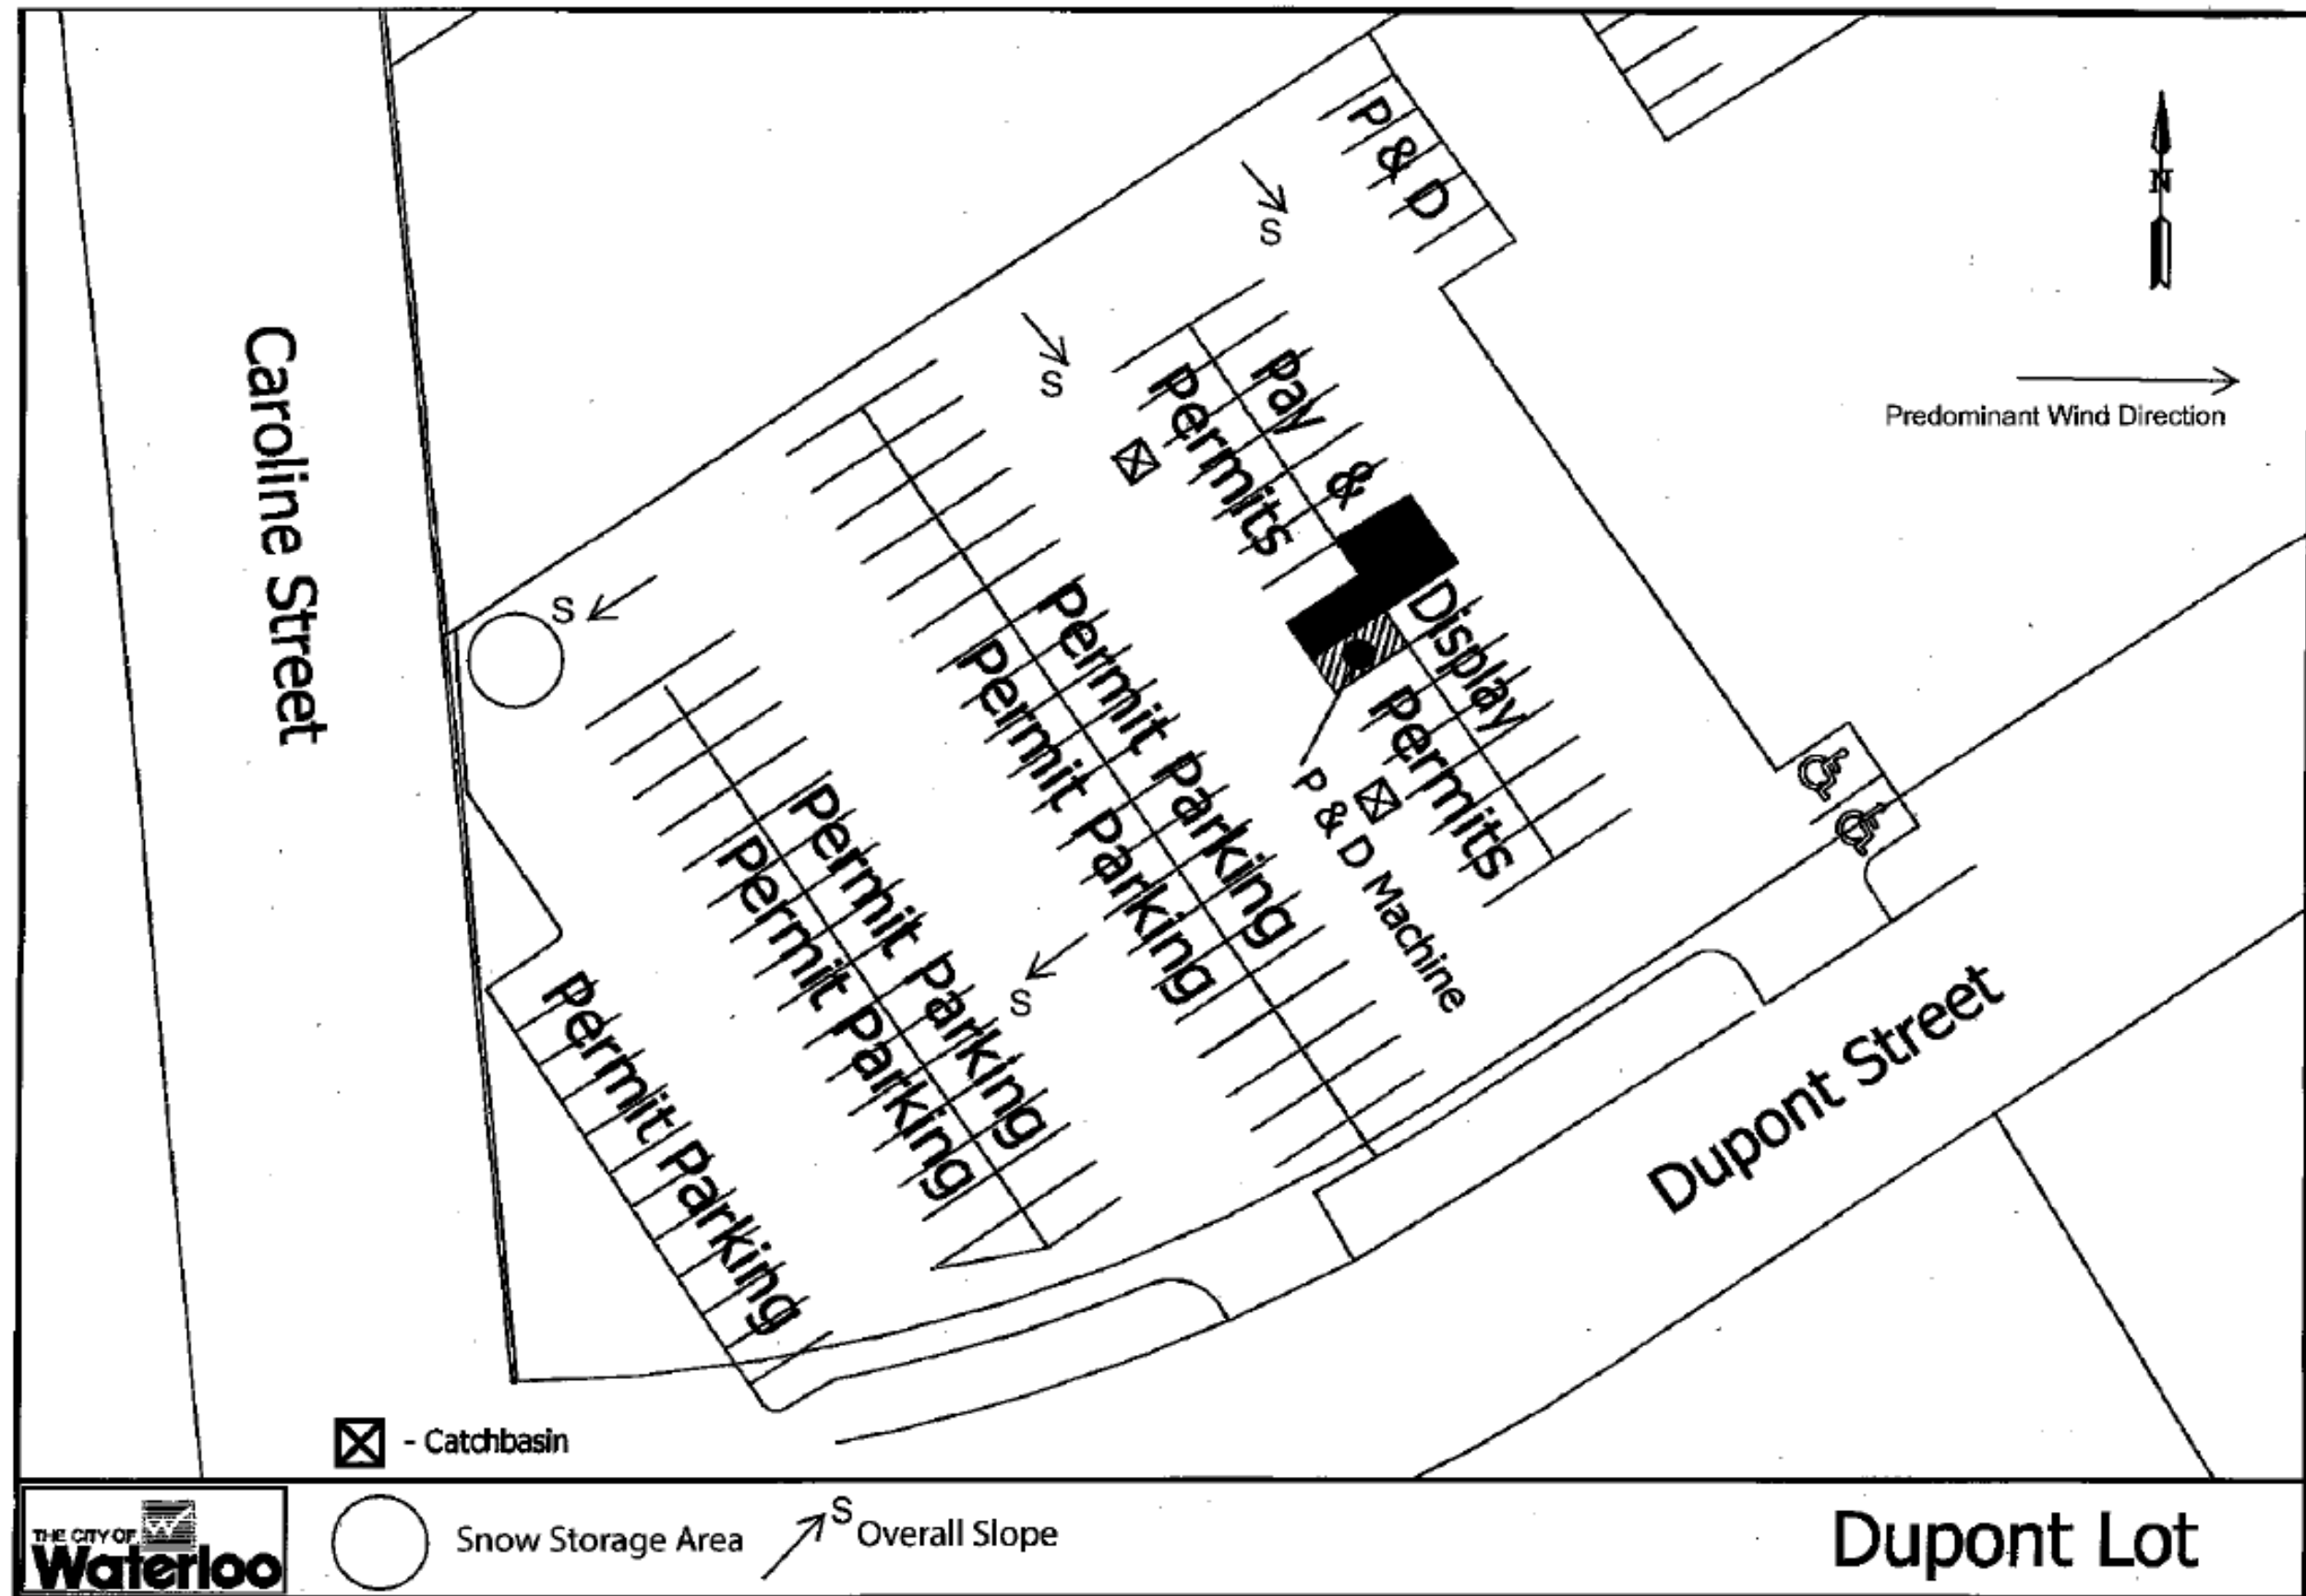 P & D
N
S
S
Predominant Wind Direction
Caroline Street
Pay & Display
Permits
S
Permit Parking
Permit Parking
Permits
P & D Machine
Permit Parking
Permit Parking
S
Permit Parking
Dupont Street
- Catchbasin
THE CITY OF
Waterloo
Snow Storage Area
S
Overall Slope
Dupont Lot